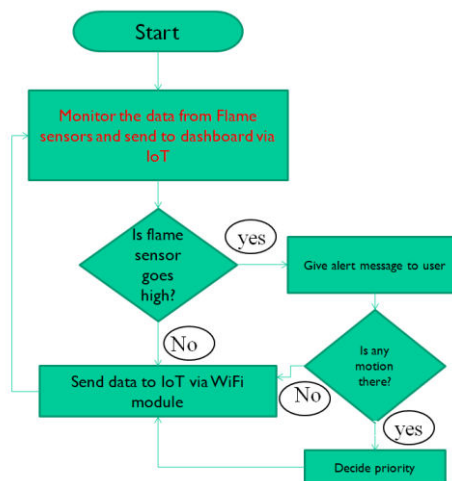 Start
Monitor the data from Flame
sensors and send to dashboard via
IoT
Is flame
sensor
goes
high?
yes
Give alert message to user
No
Is any
motion
there?
No
Send data to IoT via WiFi
module
yes
Decide priority